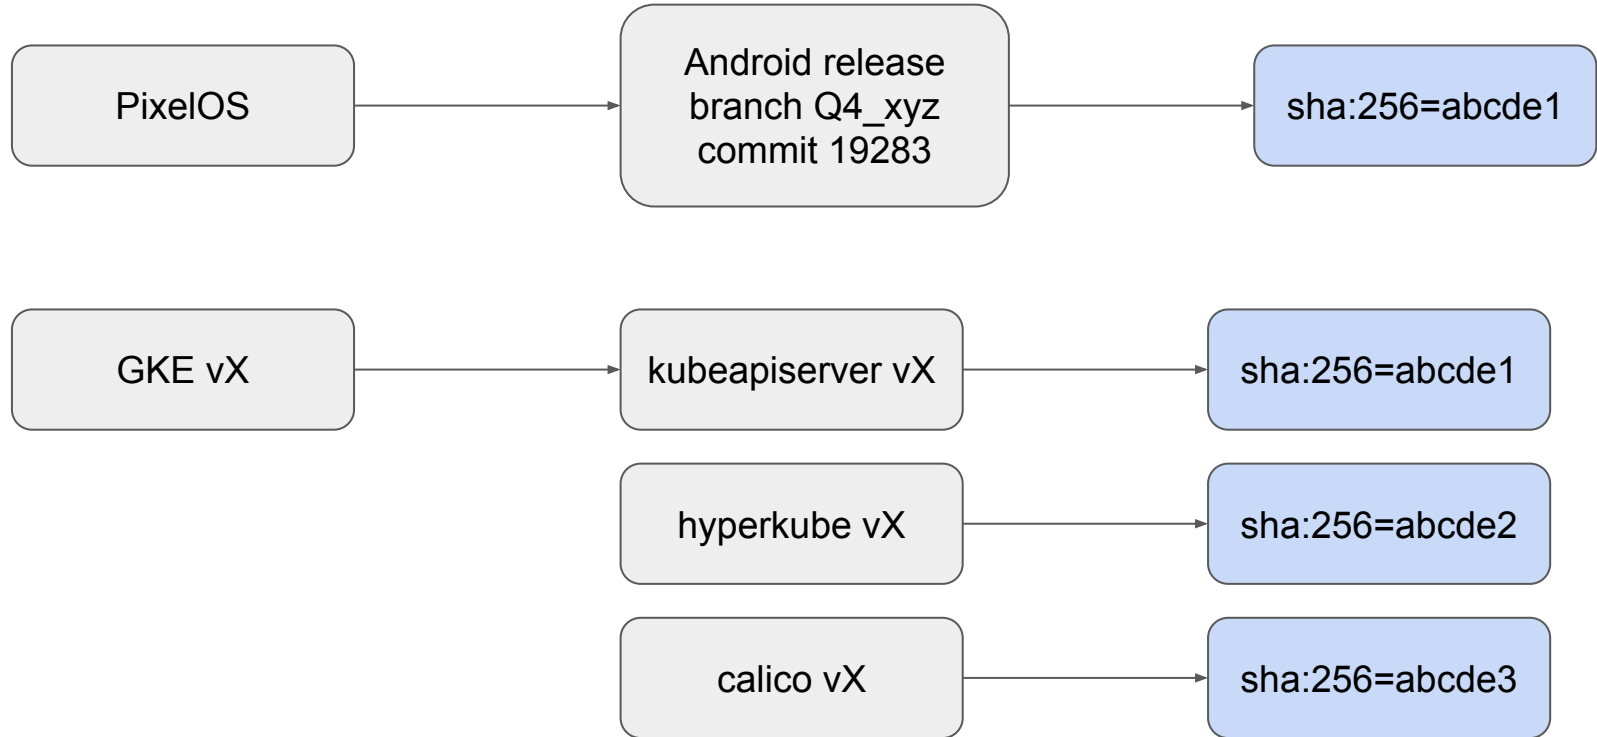 PixelOS
Android release
branch Q4_xyz
commit 19283
sha:256=abcde1
GKE vX
kubeapiserver vX
sha:256=abcde1
hyperkube vX
sha:256=abcde2
calico vX
sha:256=abcde3